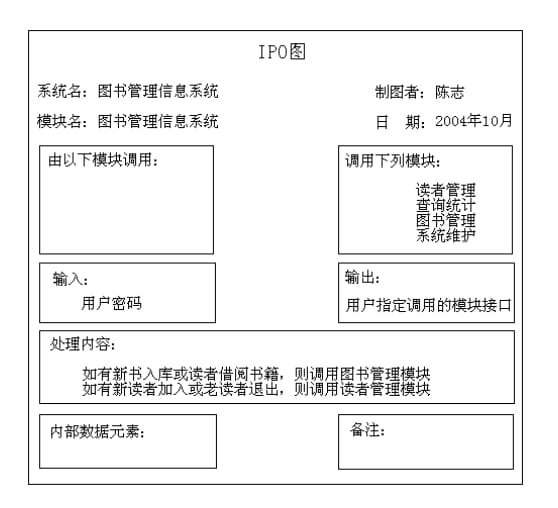 IPO图
系统名：图书管理信息系统 制图者：陈志
模块名：图书管理信息系统 日 期：2004年10月
由以下模块调用： 调用下列模块：
读者管理
查询统计
图书管理
系统维护
输入： 输出：
用户密码 用户指定调用的模块接口
处理内容：
如有新书入库或读者借阅书籍，则调用图书管理模块
如有新读者加入或老读者退出，则调用读者管理模块
内部数据元素： 备注：